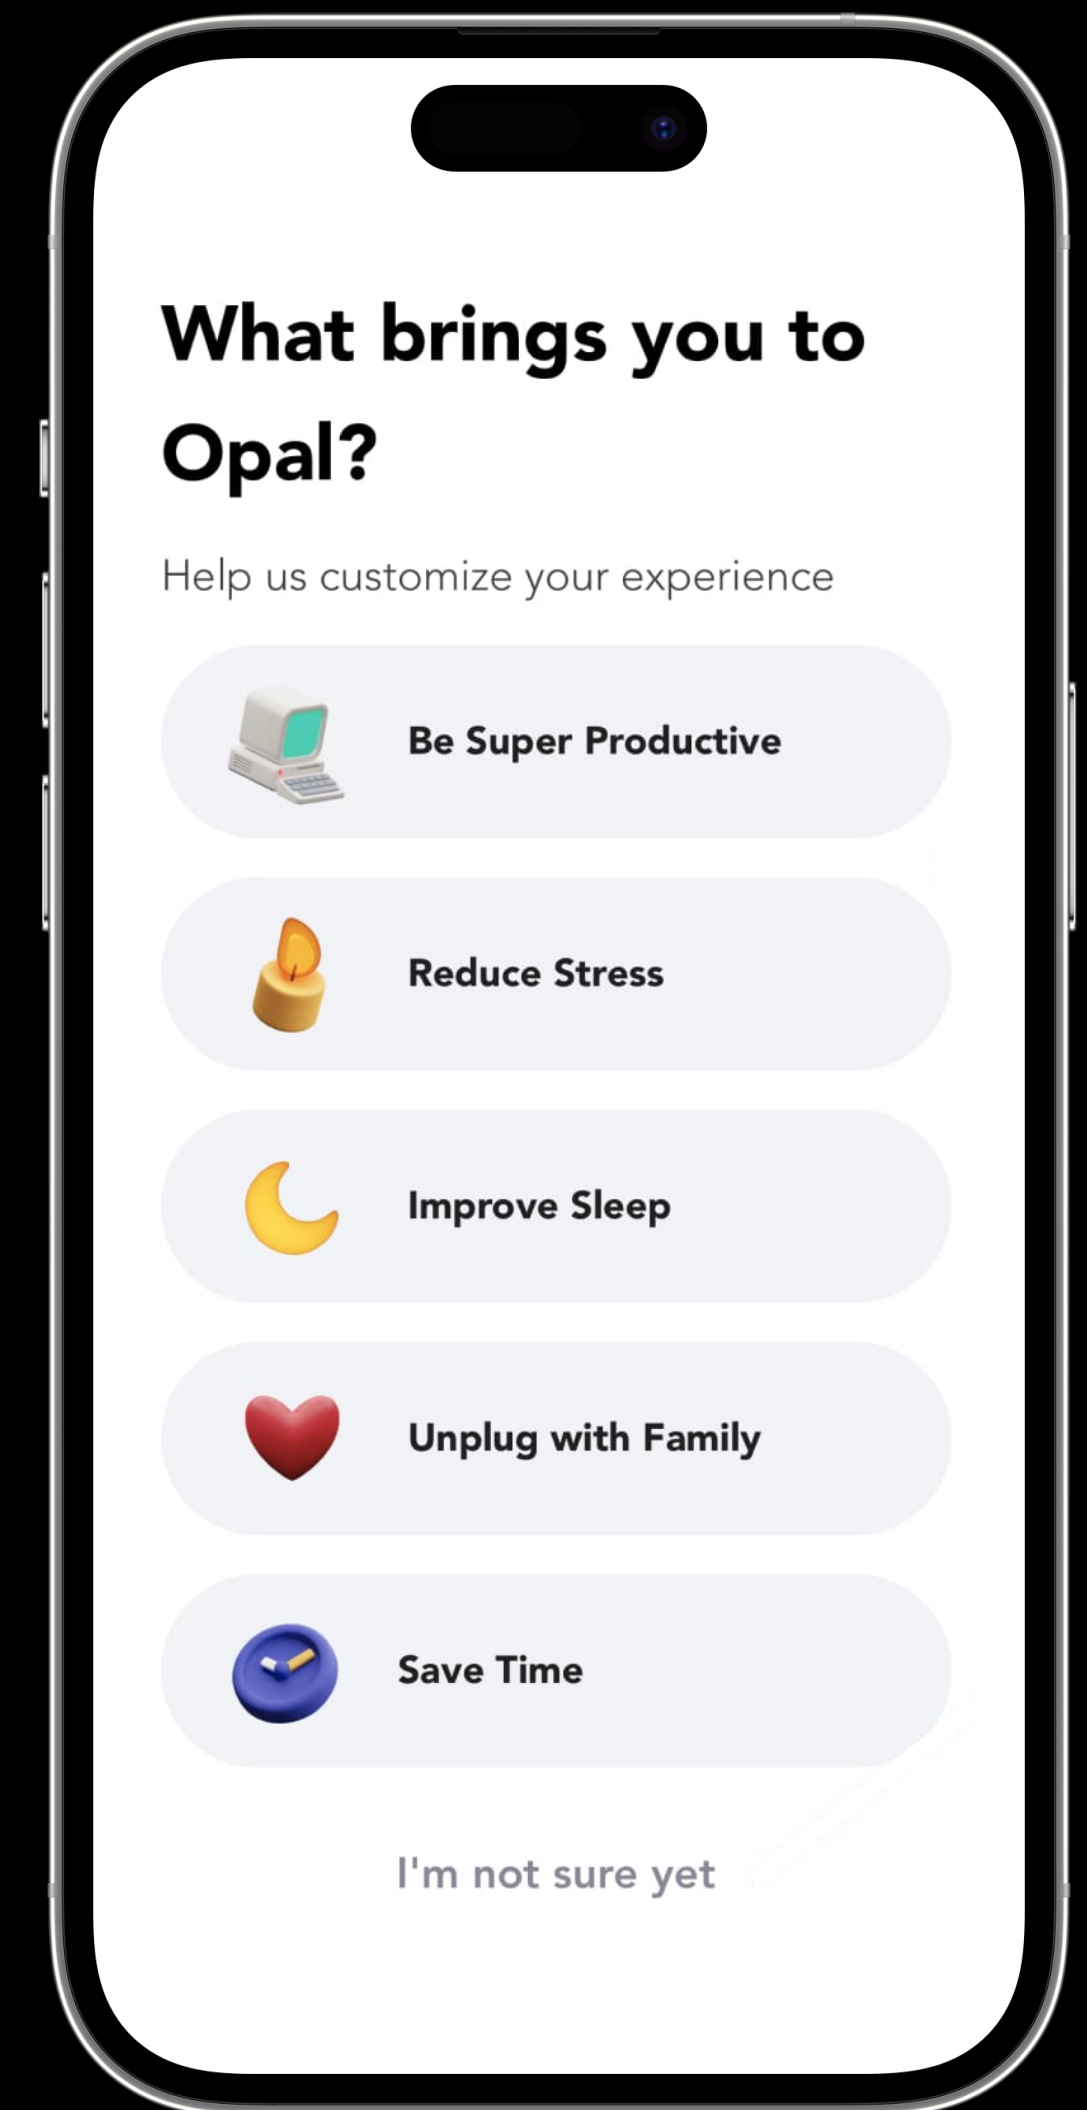 What brings you to
Opal?
Help us customize your experience
Be Super Productive
Reduce Stress
Improve Sleep
Unplug with Family
Save Time
I'm not sure yet